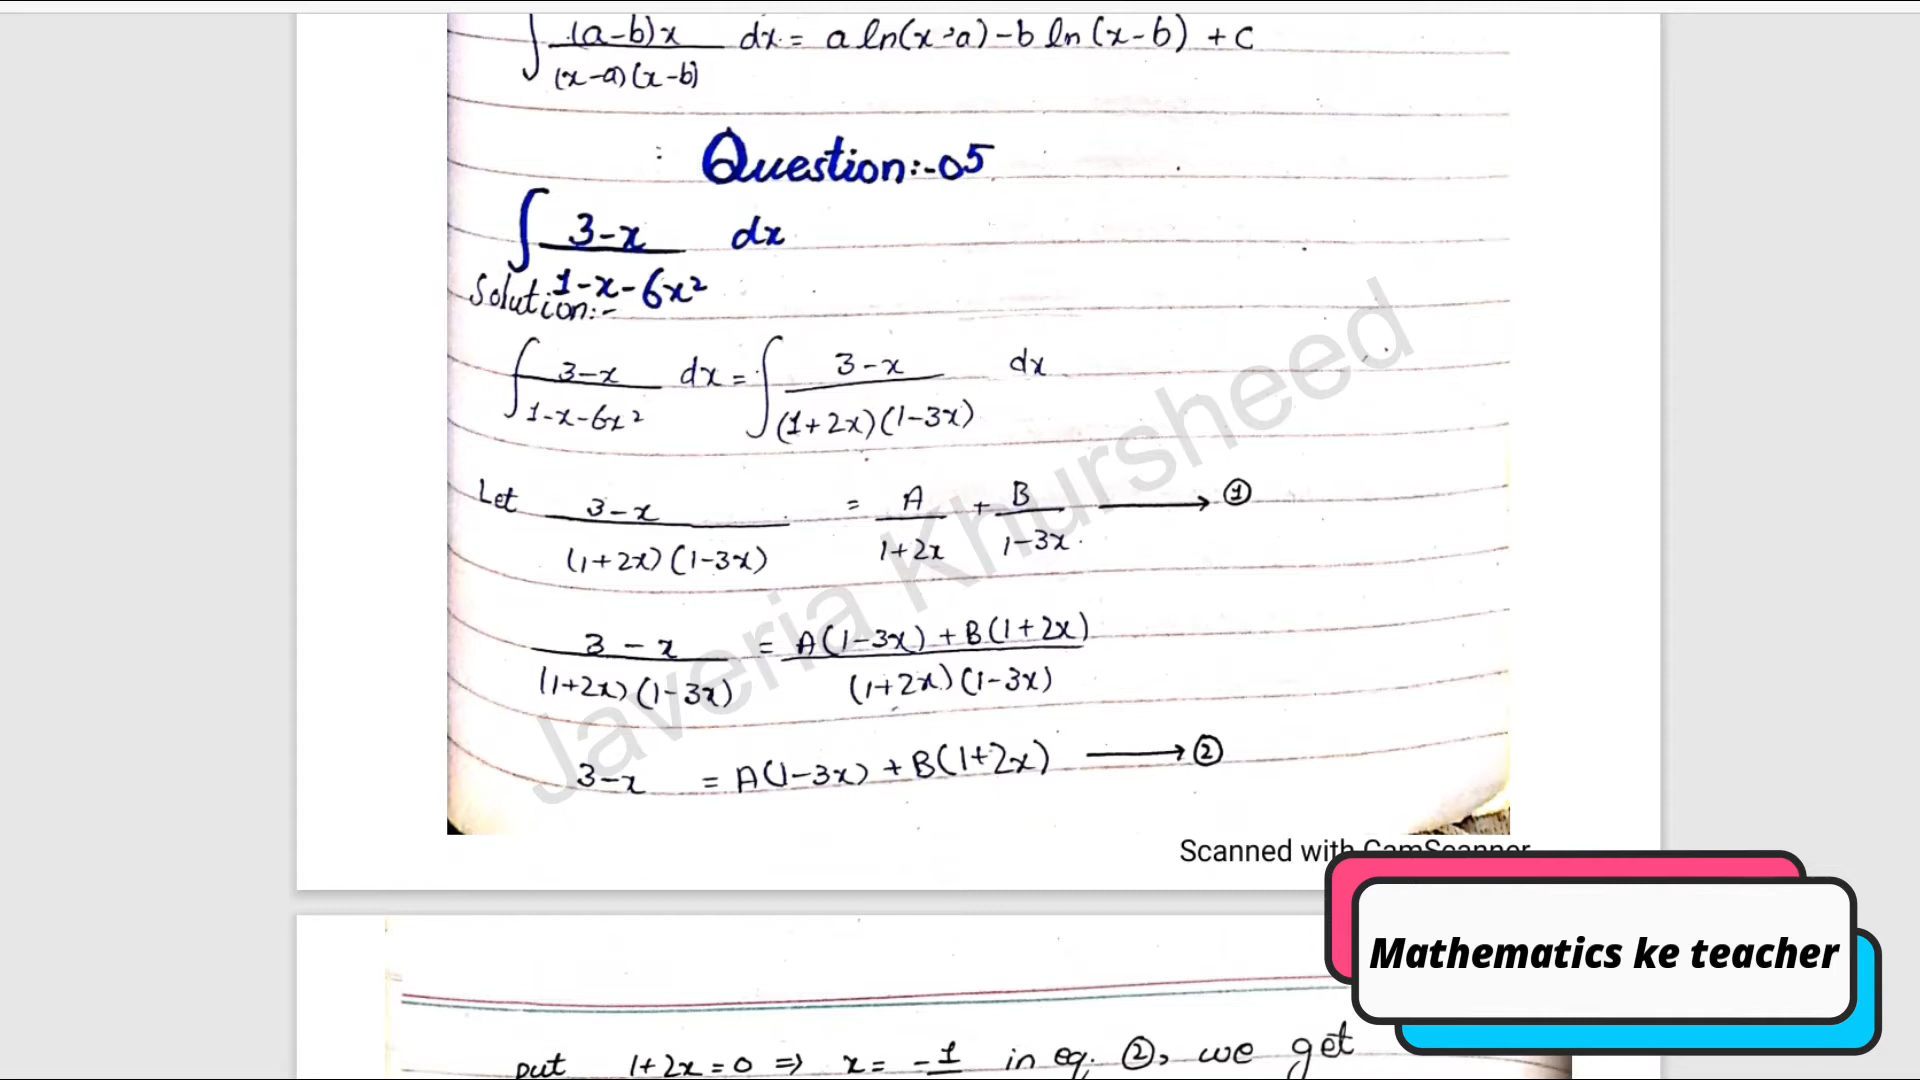 ∫ (a-b)x / (x-a)(x-b) dx = a ln(x-a) - b ln(x-b) + c
Question:-05
∫ 3-x / 1-x-6x² dx
Solution:-
∫ 3-x / 1-x-6x² dx = ∫ 3-x / (1+2x)(1-3x) dx
Let 3-x / (1+2x)(1-3x) = A / 1+2x + B / 1-3x → ①
3-x / (1+2x)(1-3x) = A(1-3x) + B(1+2x) / (1+2x)(1-3x)
3-x = A(1-3x) + B(1+2x) → ②
Javeria Khursheed
Scanned with CamScanner
Mathematics ke teacher
put 1+2x=0 ⇒ x = -1 in eq. ②, we get